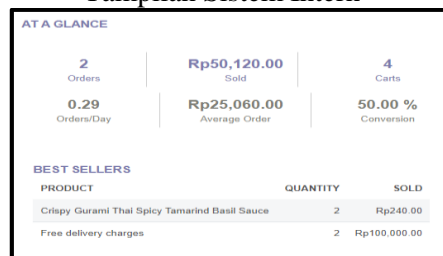 Tampilan Sistem Intern
AT A GLANCE
2 Rp50,120.00 4
Orders Sold Carts
0.29 Rp25,060.00 50.00 %
Orders/Day Average Order Conversion
BEST SELLERS
PRODUCT QUANTITY SOLD
Crispy Gurami Thai Spicy Tamarind Basil Sauce 2 Rp240.00
Free delivery charges 2 Rp100,000.00